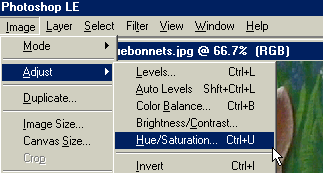 Photoshop LE
Image Layer Select Filter View Window Help
Mode
uebonnets.jpg @ 66.7% (RGB)
Adjust
Levels... Ctrl+L
Auto Levels Shft+Ctrl+L
Duplicate...
Color Balance... Ctrl+B
Image Size...
Brightness/Contrast...
Canvas Size...
Hue/Saturation... Ctrl+U
Crop
Invert Ctrl+I